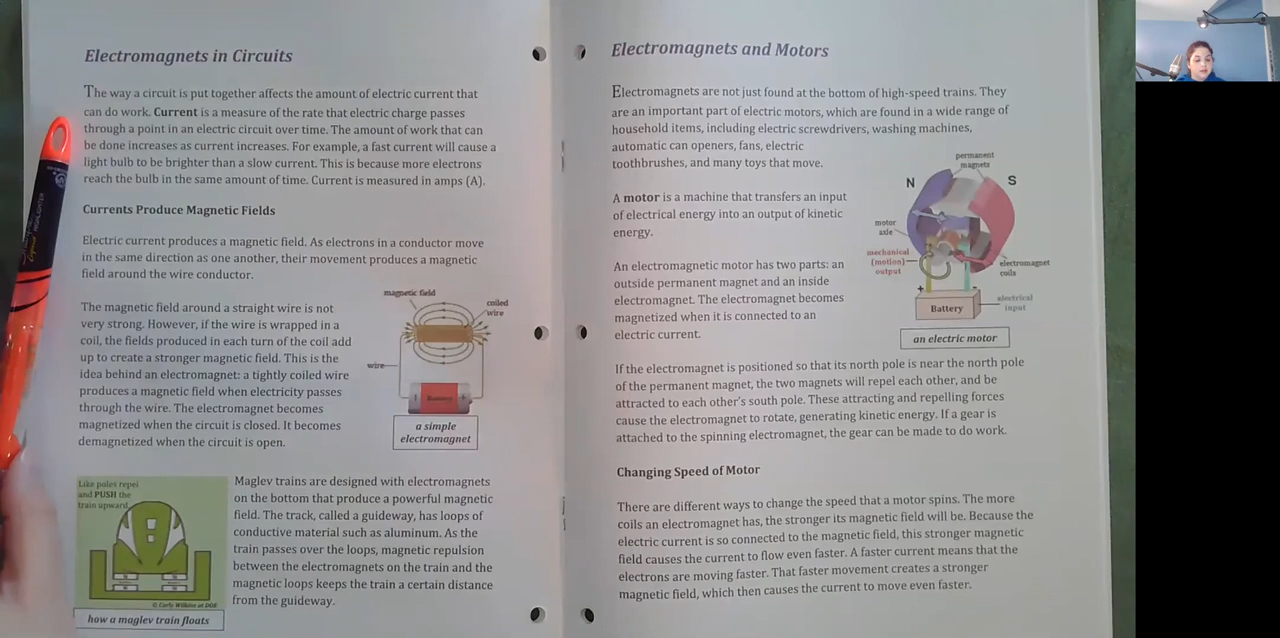 Electromagnets in Circuits
The way a circuit is put together affects the amount of electric current that
can do work. Current is a measure of the rate that electric charge passes
through a point in an electric circuit over time. The amount of work that can
be done increases as current increases. For example, a fast current will cause a
light bulb to be brighter than a slow current. This is because more electrons
reach the bulb in the same amount of time. Current is measured in amps (A).
Currents Produce Magnetic Fields
Electric current produces a magnetic field. As electrons in a conductor move
in the same direction as one another, their movement produces a magnetic
field around the wire conductor.
The magnetic field around a straight wire is not
very strong. However, if the wire is wrapped in a
coil, the fields produced in each turn of the coil add
up to create a stronger magnetic field. This is the
idea behind an electromagnet: a tightly coiled wire
produces a magnetic field when electricity passes
through the wire. The electromagnet becomes
magnetized when the circuit is closed. It becomes
demagnetized when the circuit is open.
magnetic field
coiled
wire
wire
Battery
+
a simple
electromagnet
Like poles repel
and PUSH the
train upward
© Carly Wilkins at DOE
how a maglev train floats
Maglev trains are designed with electromagnets
on the bottom that produce a powerful magnetic
field. The track, called a guideway, has loops of
conductive material such as aluminum. As the
train passes over the loops, magnetic repulsion
between the electromagnets on the train and the
magnetic loops keeps the train a certain distance
from the guideway.
Electromagnets and Motors
Electromagnets are not just found at the bottom of high-speed trains. They
are an important part of electric motors, which are found in a wide range of
household items, including electric screwdrivers, washing machines,
automatic can openers, fans, electric
toothbrushes, and many toys that move.
A motor is a machine that transfers an input
of electrical energy into an output of kinetic
energy.
An electromagnetic motor has two parts: an
outside permanent magnet and an inside
electromagnet. The electromagnet becomes
magnetized when it is connected to an
electric current.
permanent
magnets
N
S
motor
axle
mechanical
(motion)
output
electromagnet
coils
+
-
Battery
electrical
input
an electric motor
If the electromagnet is positioned so that its north pole is near the north pole
of the permanent magnet, the two magnets will repel each other, and be
attracted to each other's south pole. These attracting and repelling forces
cause the electromagnet to rotate, generating kinetic energy. If a gear is
attached to the spinning electromagnet, the gear can be made to do work.
Changing Speed of Motor
There are different ways to change the speed that a motor spins. The more
coils an electromagnet has, the stronger its magnetic field will be. Because the
electric current is so connected to the magnetic field, this stronger magnetic
field causes the current to flow even faster. A faster current means that the
electrons are moving faster. That faster movement creates a stronger
magnetic field, which then causes the current to move even faster.
HIGHLIGHTER